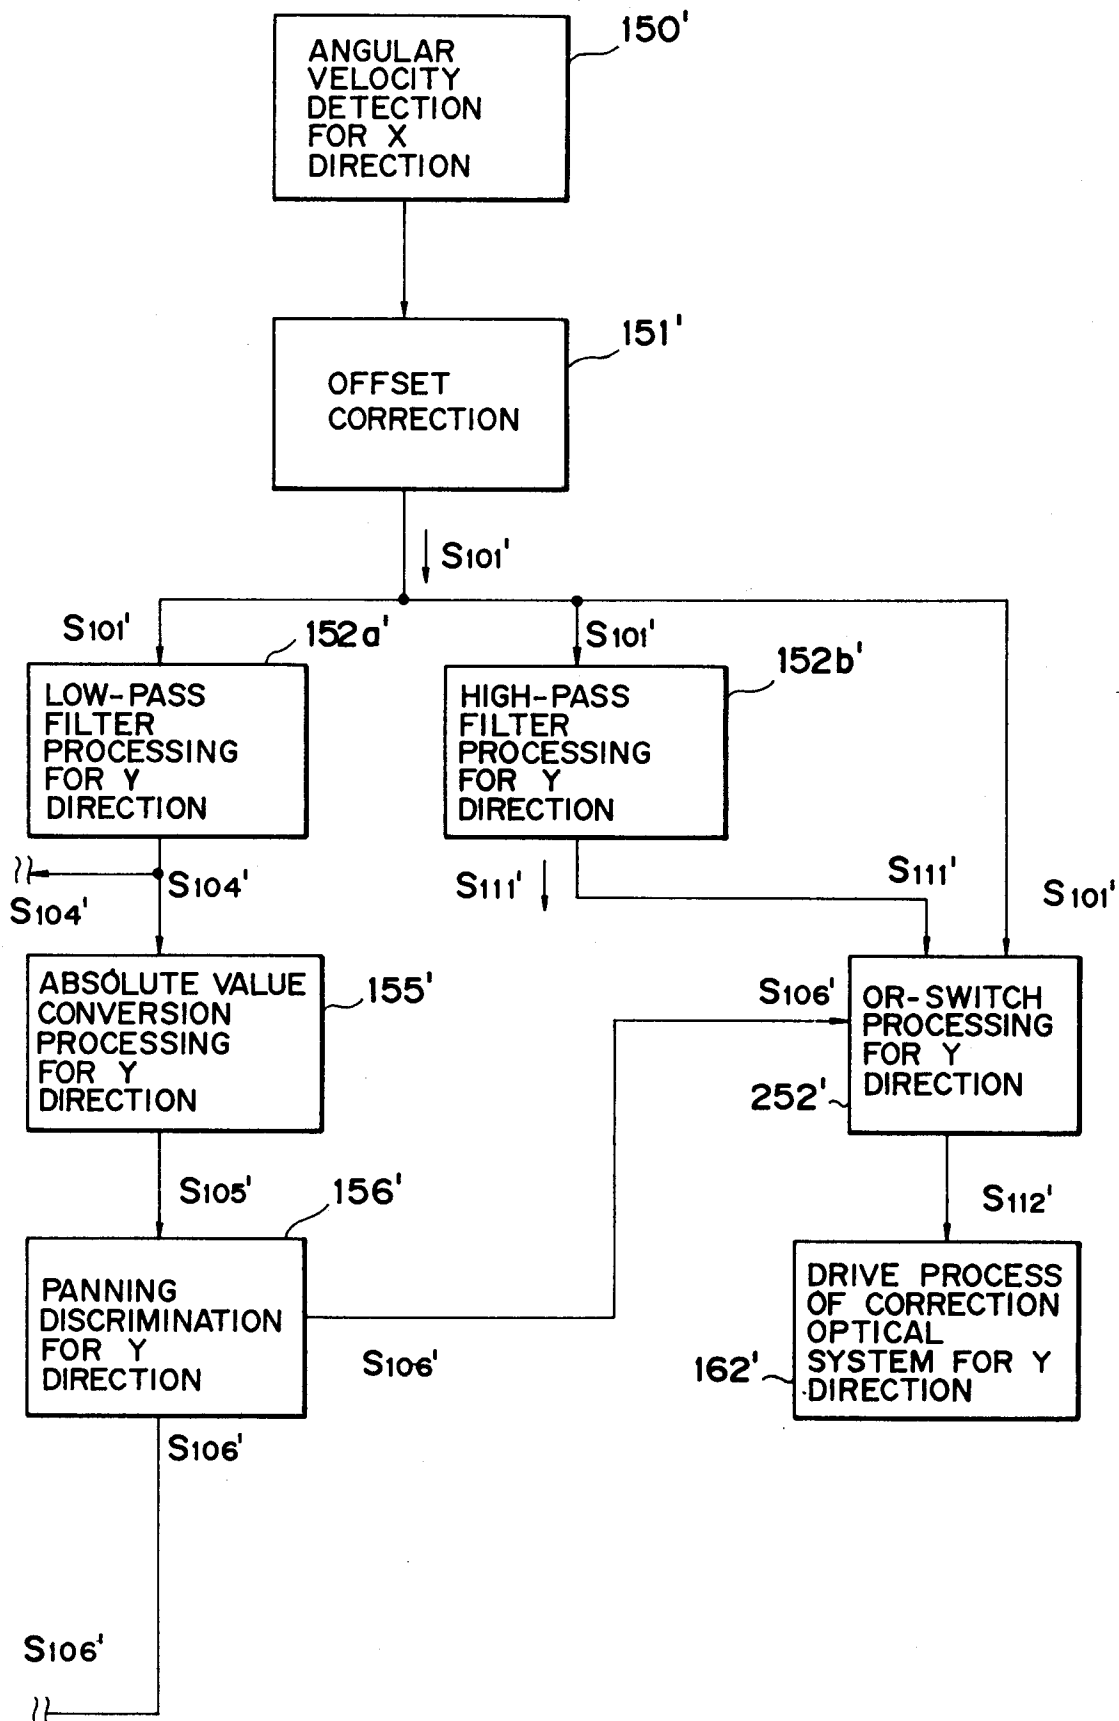 150'
ANGULAR
VELOCITY
DETECTION
FOR X
DIRECTION
151'
OFFSET
CORRECTION
S101'
S101'
152a'
S101'
152b'
LOW-PASS
FILTER
PROCESSING
FOR Y
DIRECTION
HIGH-PASS
FILTER
PROCESSING
FOR Y
DIRECTION
S104'
S104'
S111'
S111'
S101'
ABSOLUTE VALUE
CONVERSION
PROCESSING
FOR Y
DIRECTION
155'
S106'
OR-SWITCH
PROCESSING
FOR Y
DIRECTION
252'
S105'
156'
S112'
PANNING
DISCRIMINATION
FOR Y
DIRECTION
S106'
DRIVE PROCESS
OF CORRECTION
OPTICAL
SYSTEM FOR Y
DIRECTION
162'
S106'
S106'